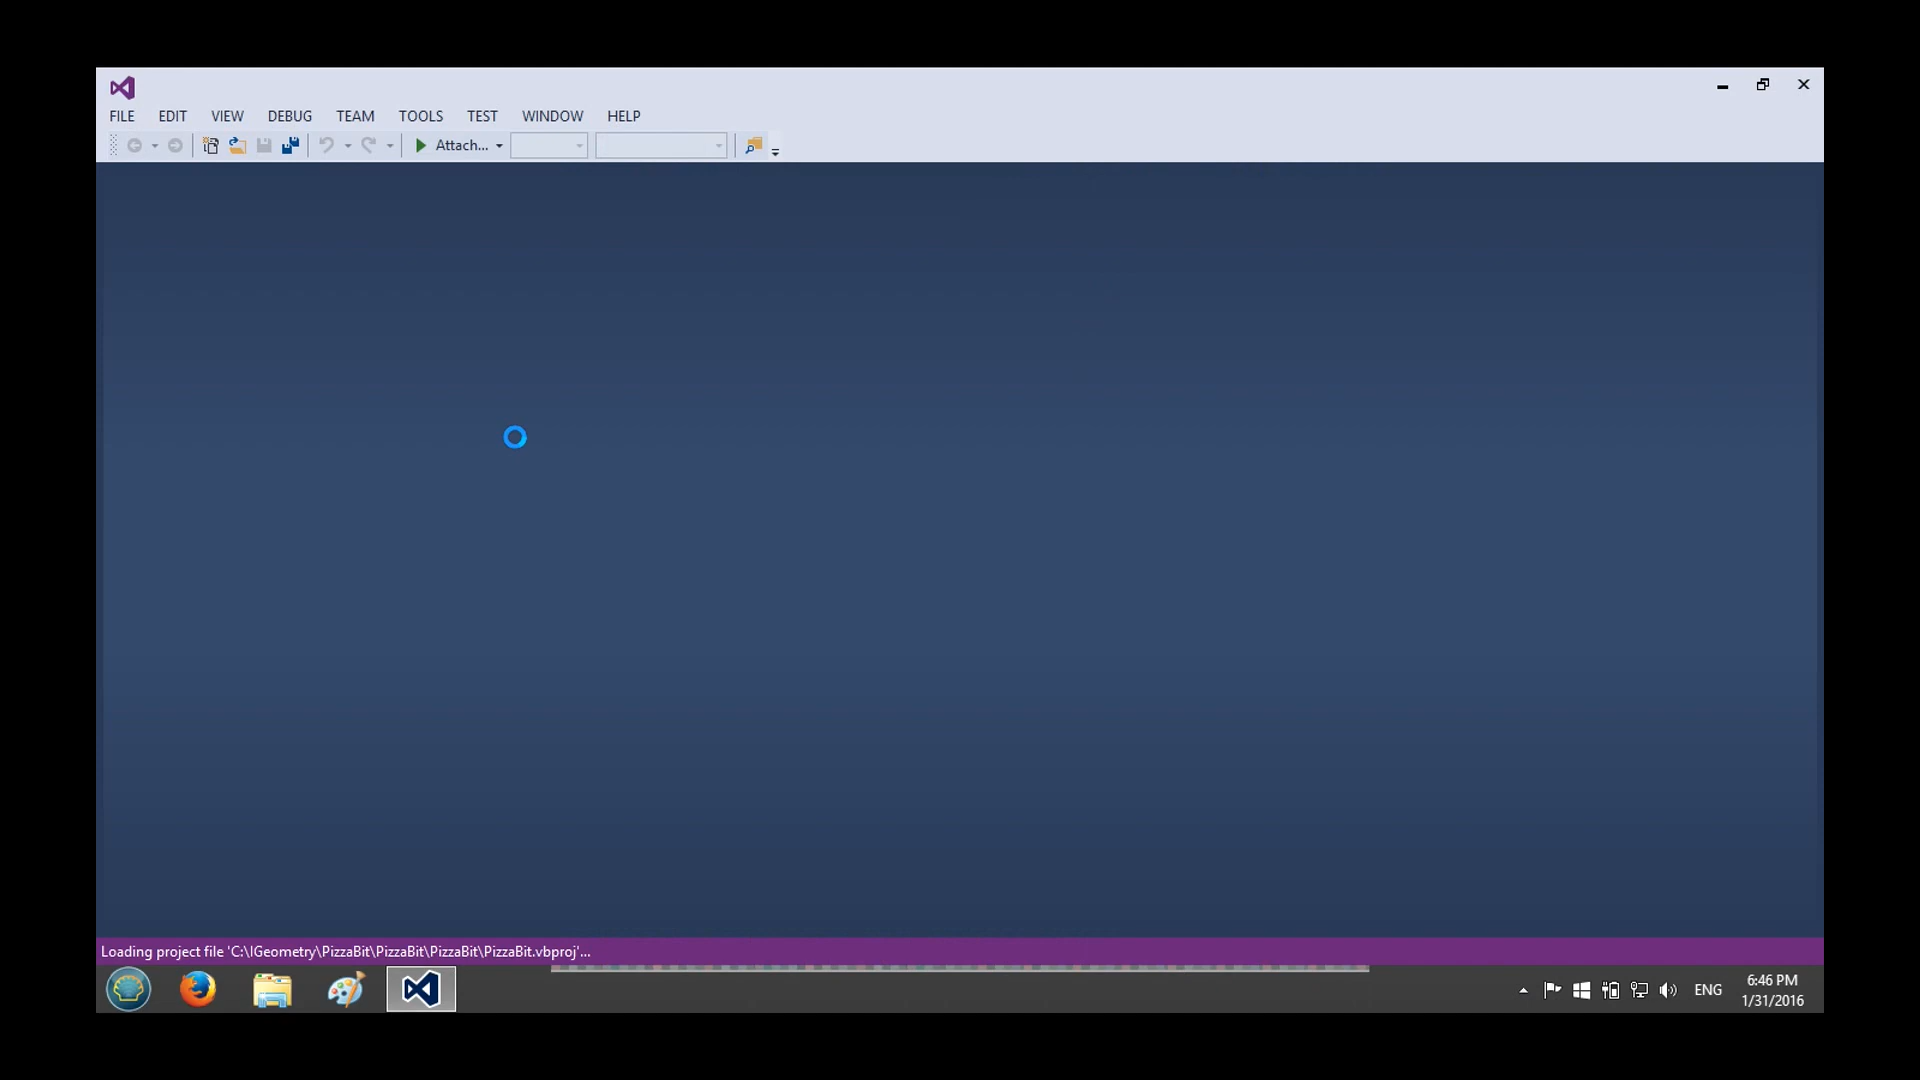 FILE EDIT VIEW DEBUG TEAM TOOLS TEST WINDOW HELP
Attach...
Loading project file 'C:\IGeometry\PizzaBit\PizzaBit\PizzaBit\PizzaBit.vbproj'...
ENG
6:46 PM
1/31/2016